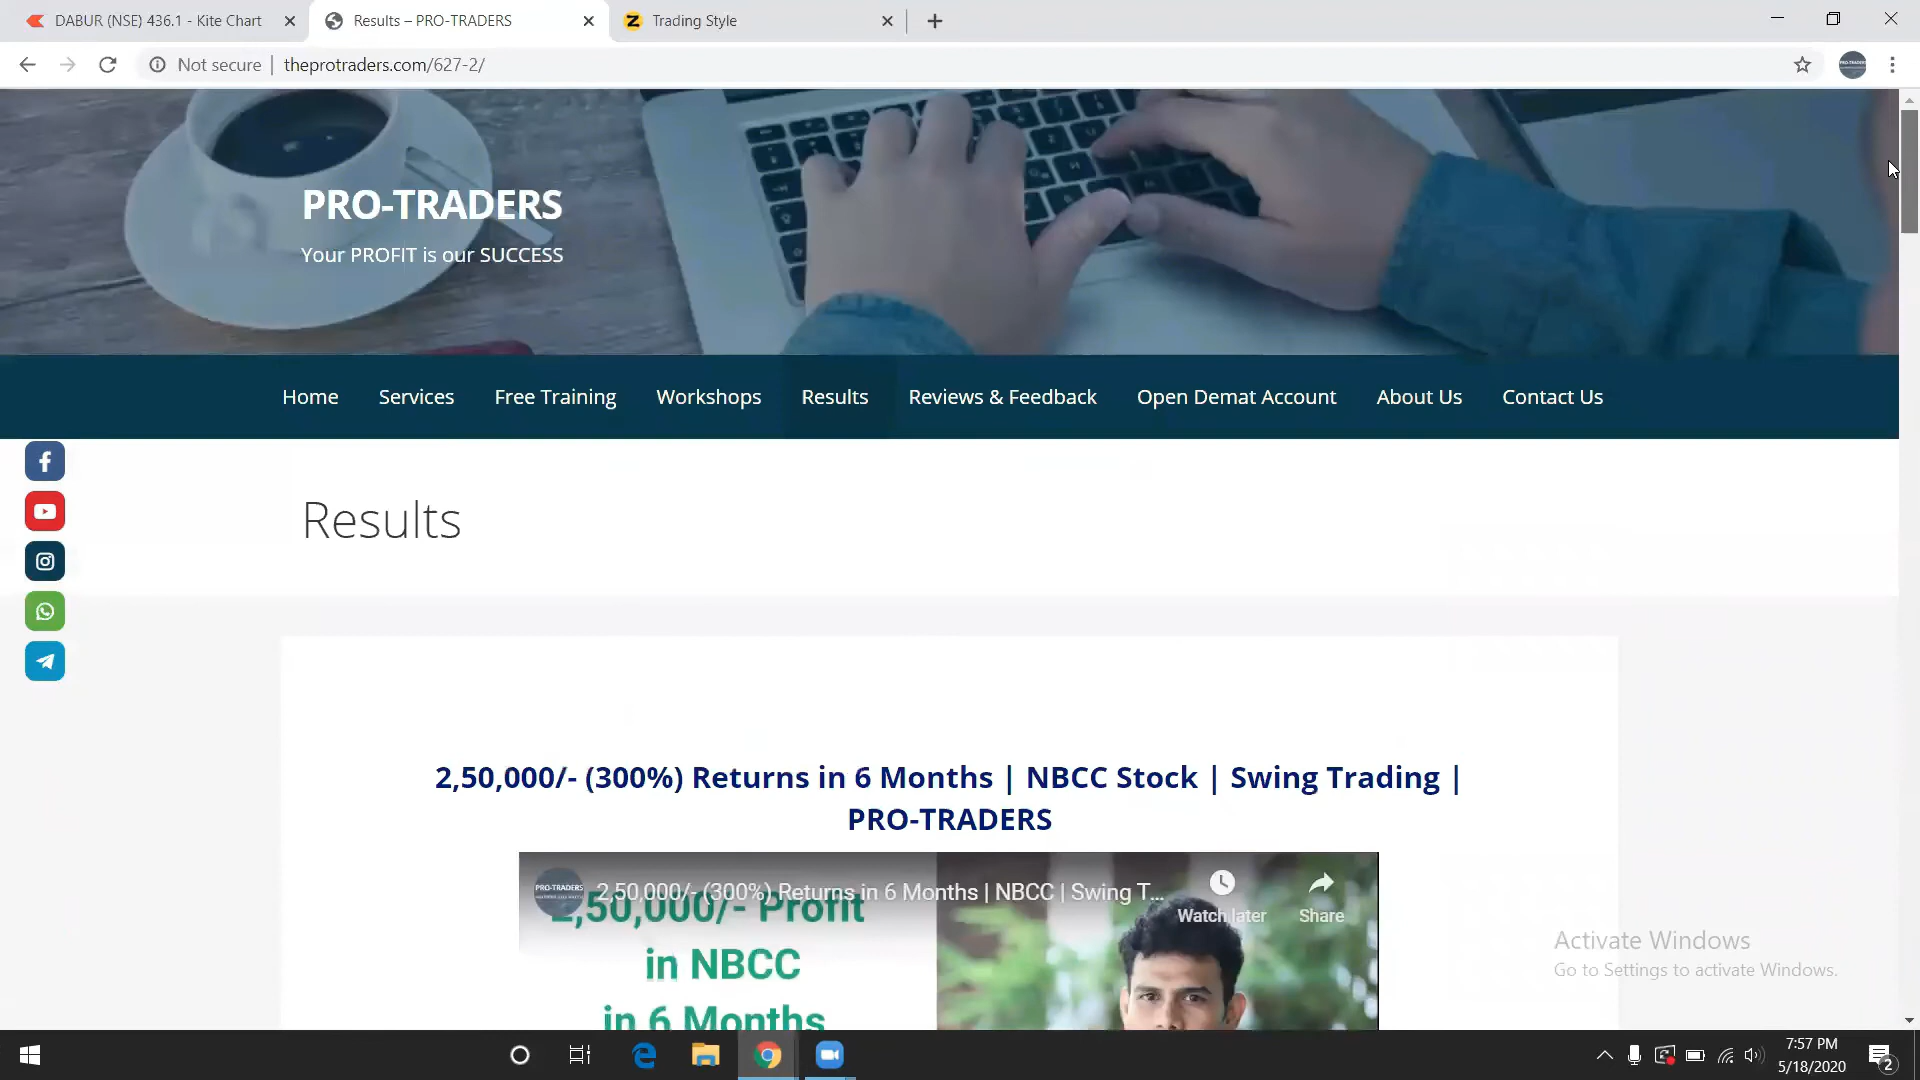 DABUR (NSE) 436.1 - Kite Chart
Results – PRO-TRADERS
Trading Style
Not secure
theprotraders.com/627-2/
PRO-TRADERS
Your PROFIT is our SUCCESS
Home
Services
Free Training
Workshops
Results
Reviews & Feedback
Open Demat Account
About Us
Contact Us
Results
2,50,000/- (300%) Returns in 6 Months | NBCC Stock | Swing Trading |
PRO-TRADERS
PRO-TRADERS
2,50,000/- (300%) Returns in 6 Months | NBCC | Swing T...
Watch later
Share
2,50,000/- Profit
in NBCC
in 6 Months
Activate Windows
Go to Settings to activate Windows.
7:57 PM
5/18/2020
2